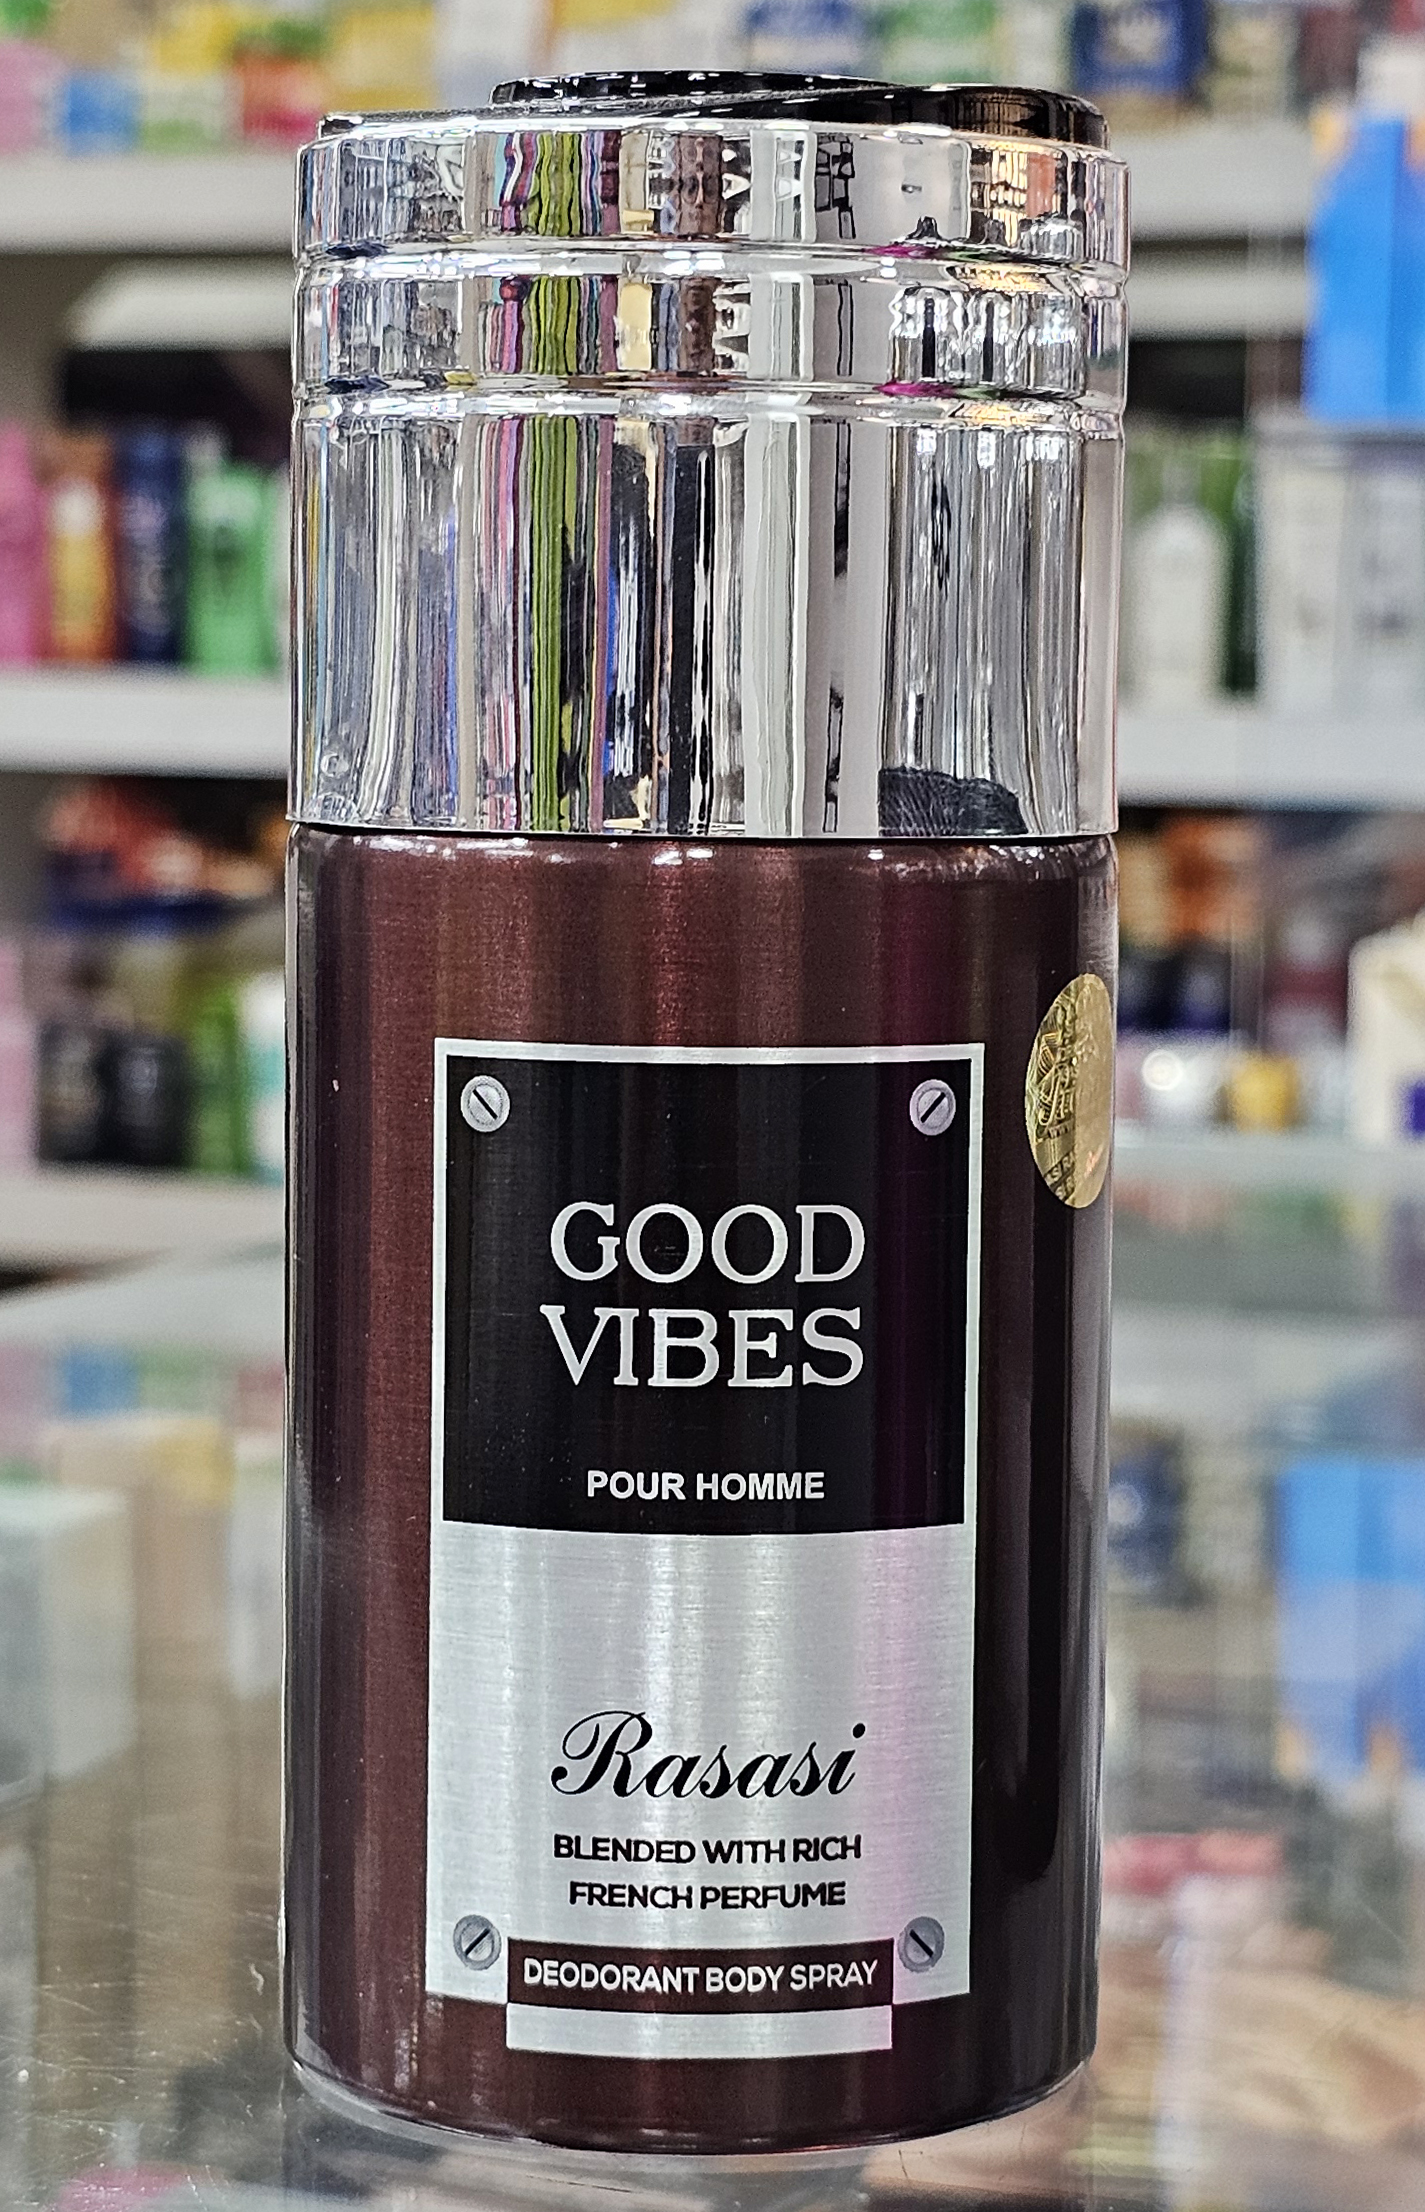 GOOD
VIBES
POUR HOMME
Rasasi
BLENDED WITH RICH
FRENCH PERFUME
DEODORANT BODY SPRAY